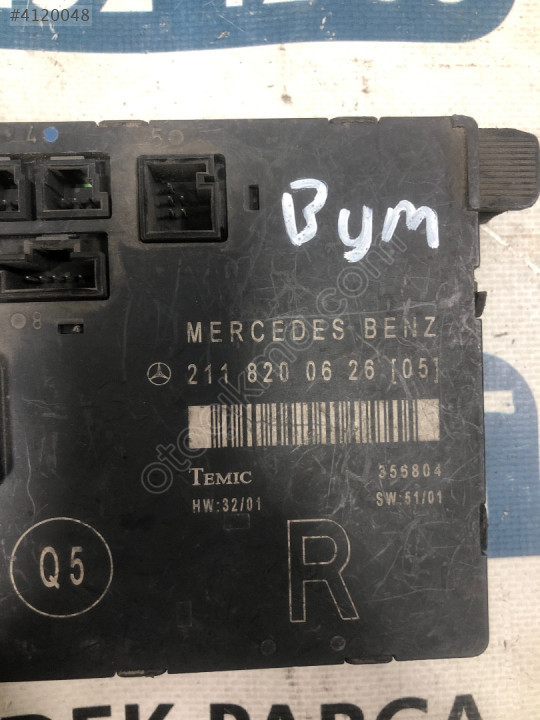 #4120048
4 5
Bym
8
MERCEDES BENZ
211 820 06 26 [05]
TEMIC 356804
HW:32/01 SW:51/01
Q5 R